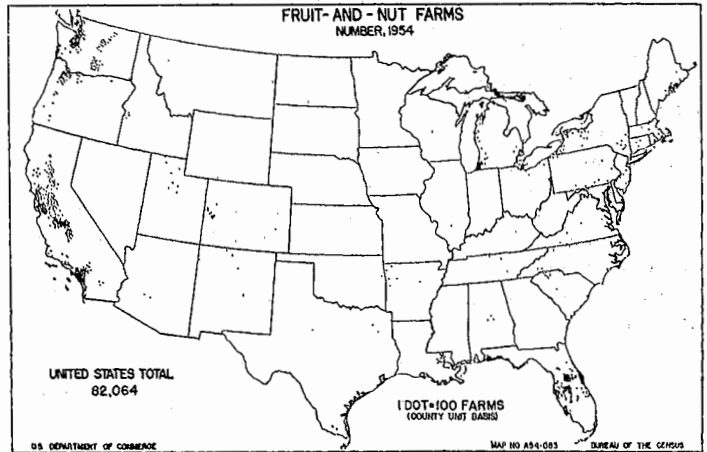 FRUIT-AND-NUT FARMS
NUMBER, 1954
UNITED STATES TOTAL
82,064
1 DOT=100 FARMS
(COUNTY UNIT BASIS)
U.S. DEPARTMENT OF COMMERCE
MAP NO A54-083
BUREAU OF THE CENSUS